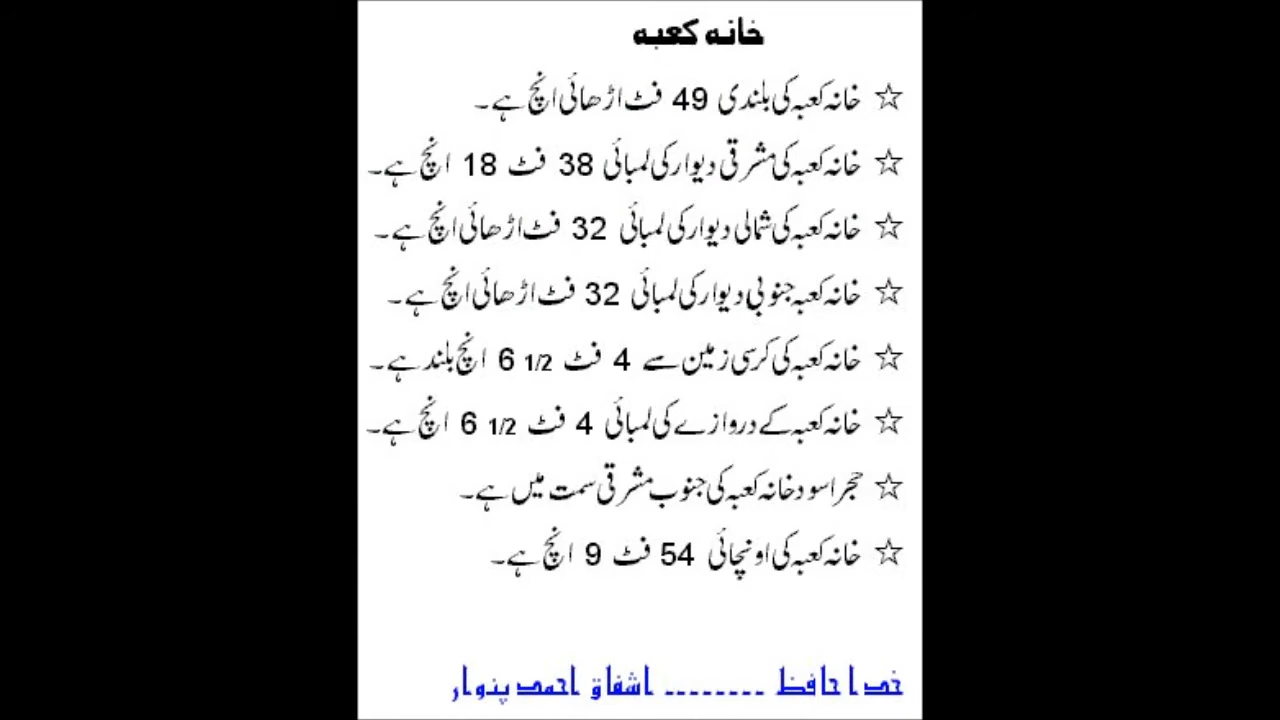 خانہ کعبہ
☆ خانہ کعبہ کی بلندی 49 فٹ اڑھائی انچ ہے۔
☆ خانہ کعبہ کی مشرقی دیوار کی لمبائی 38 فٹ 18 انچ ہے۔
☆ خانہ کعبہ کی شمالی دیوار کی لمبائی 32 فٹ اڑھائی انچ ہے۔
☆ خانہ کعبہ جنوبی دیوار کی لمبائی 32 فٹ اڑھائی انچ ہے۔
☆ خانہ کعبہ کی کرسی زمین سے 4 فٹ 6 1/2 انچ بلند ہے۔
☆ خانہ کعبہ کے دروازے کی لمبائی 4 فٹ 6 1/2 انچ ہے۔
☆ حجر اسود خانہ کعبہ کی جنوب مشرقی سمت میں ہے۔
☆ خانہ کعبہ کی اونچائی 54 فٹ 9 انچ ہے۔
خدا حافظ -------- اشفاق احمد پنوار